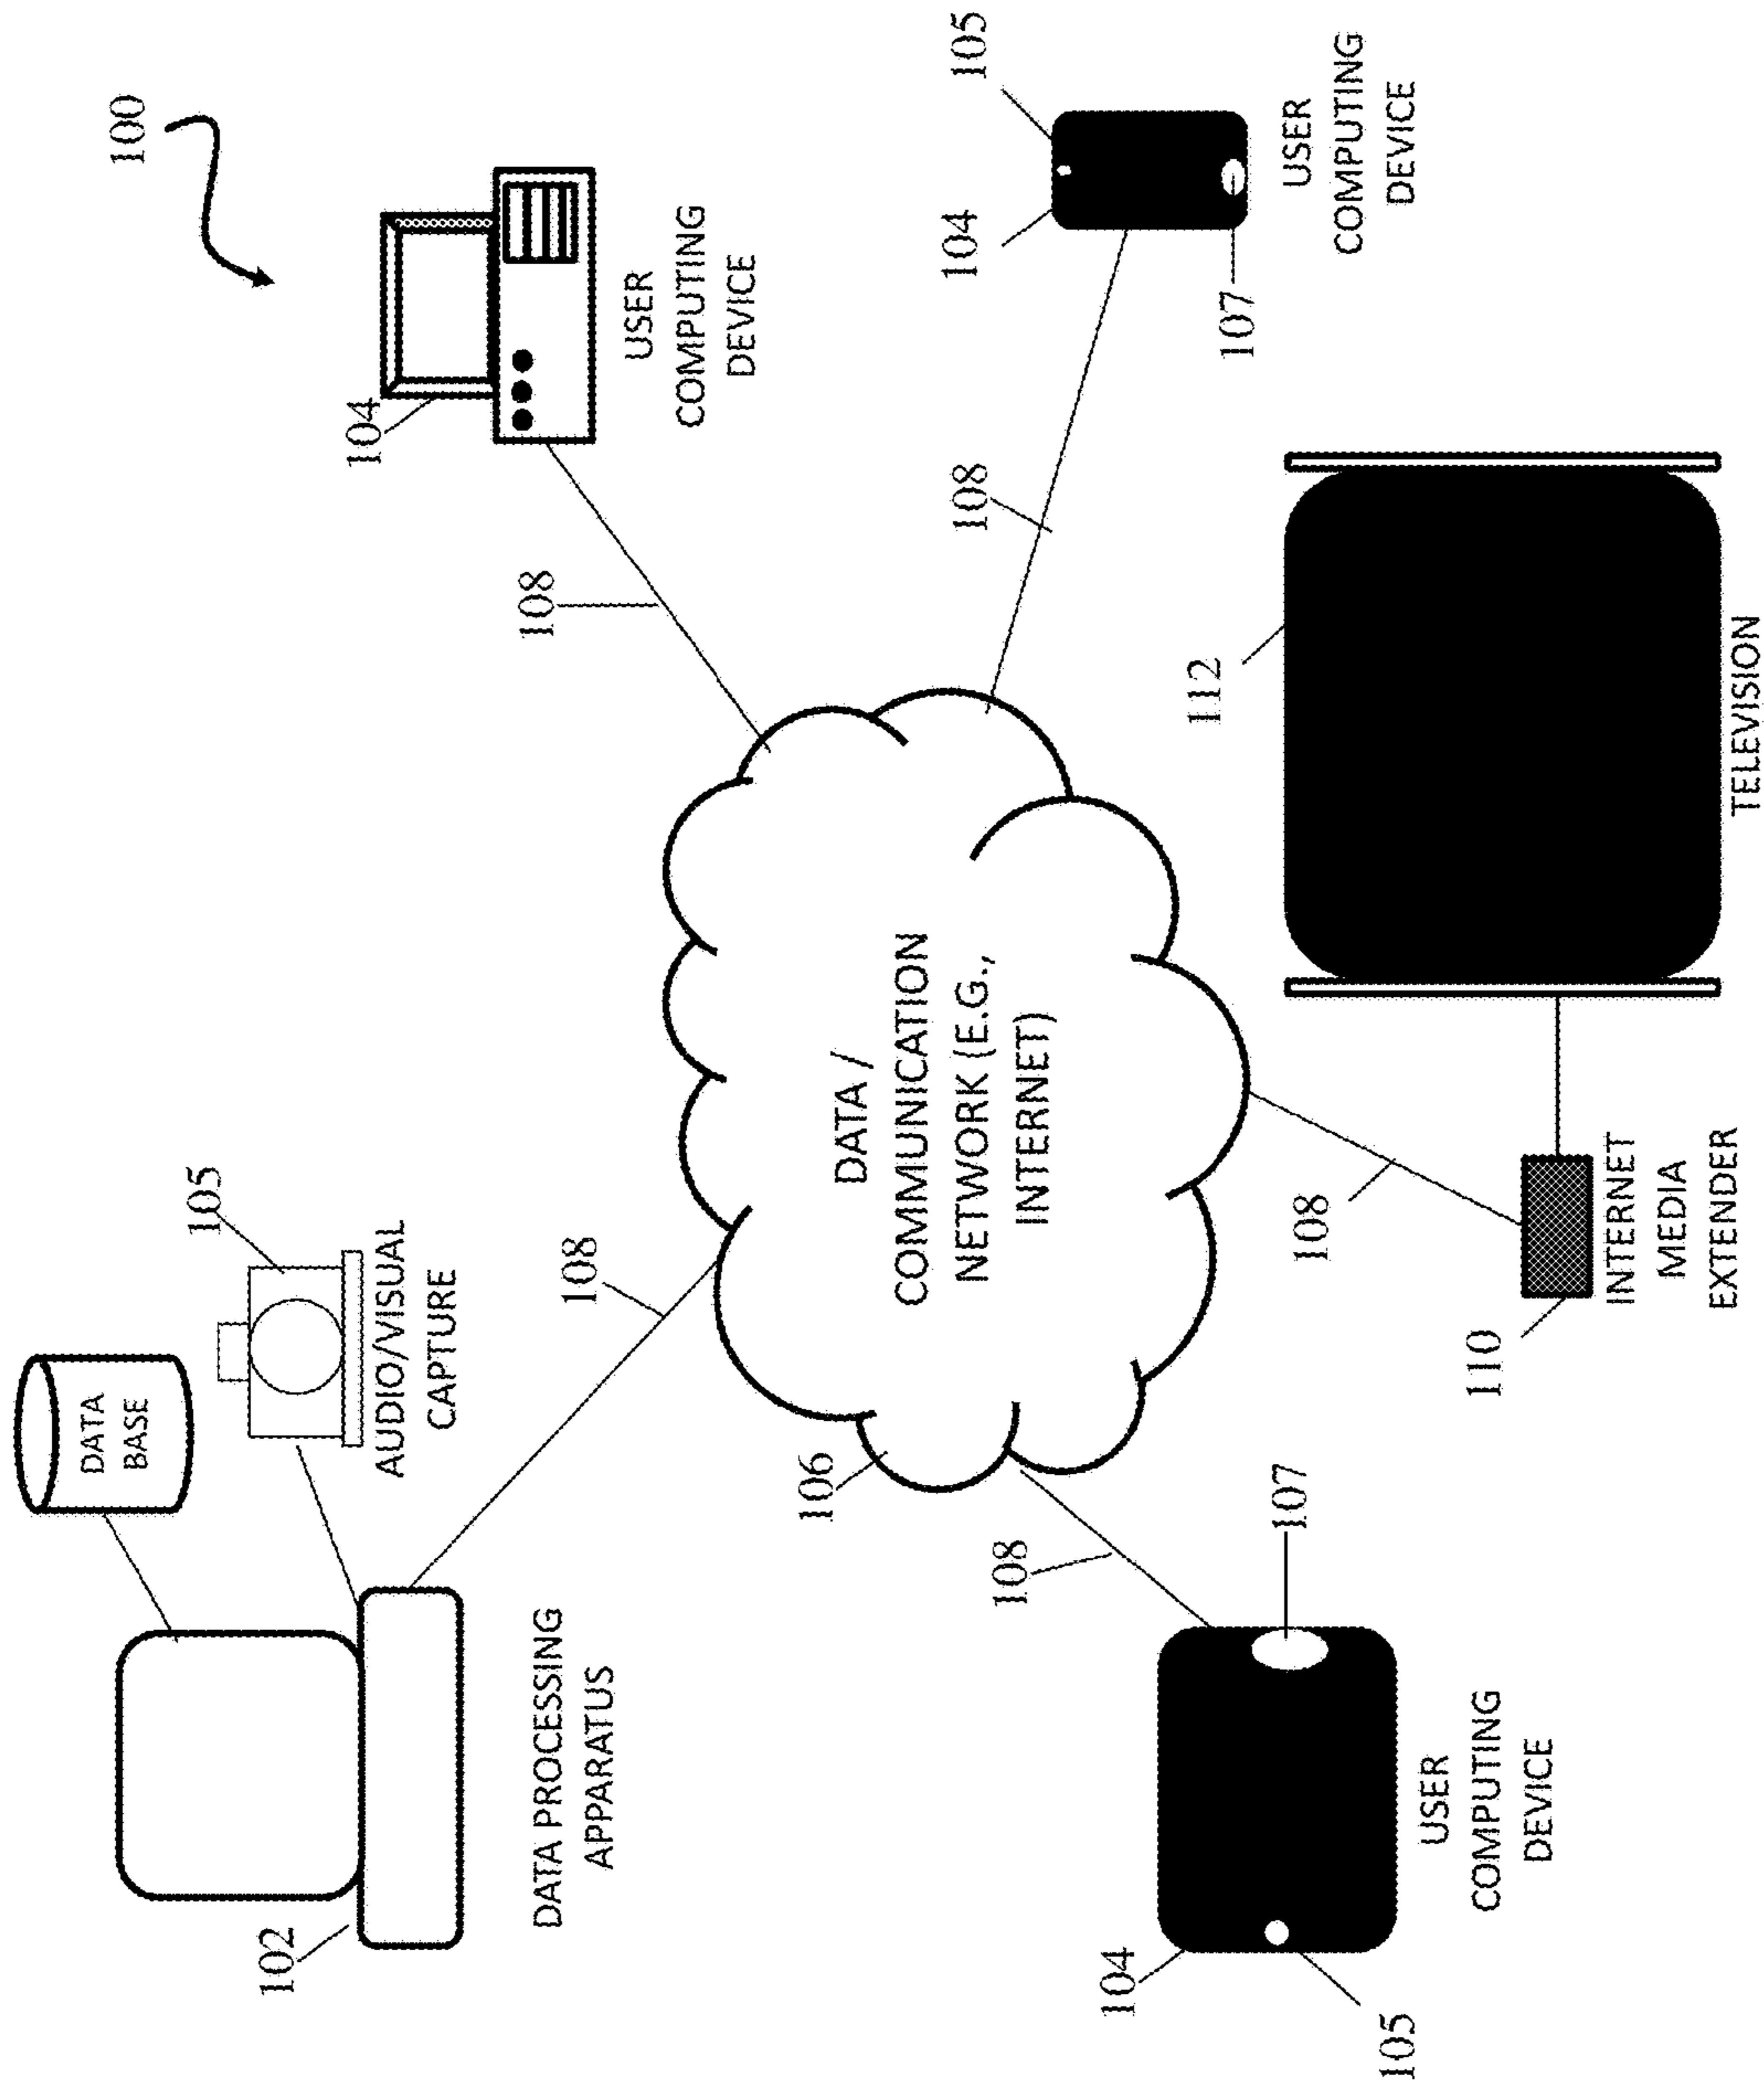 100
DATA
BASE
105
AUDIO/VISUAL
CAPTURE
102
DATA PROCESSING
APPARATUS
108
104
USER
COMPUTING
DEVICE
108
106
DATA /
COMMUNICATION
NETWORK (E.G.,
INTERNET)
108
104
105
107
USER
COMPUTING
DEVICE
108
107
104
105
USER
COMPUTING
DEVICE
108
110
INTERNET
MEDIA
EXTENDER
112
TELEVISION